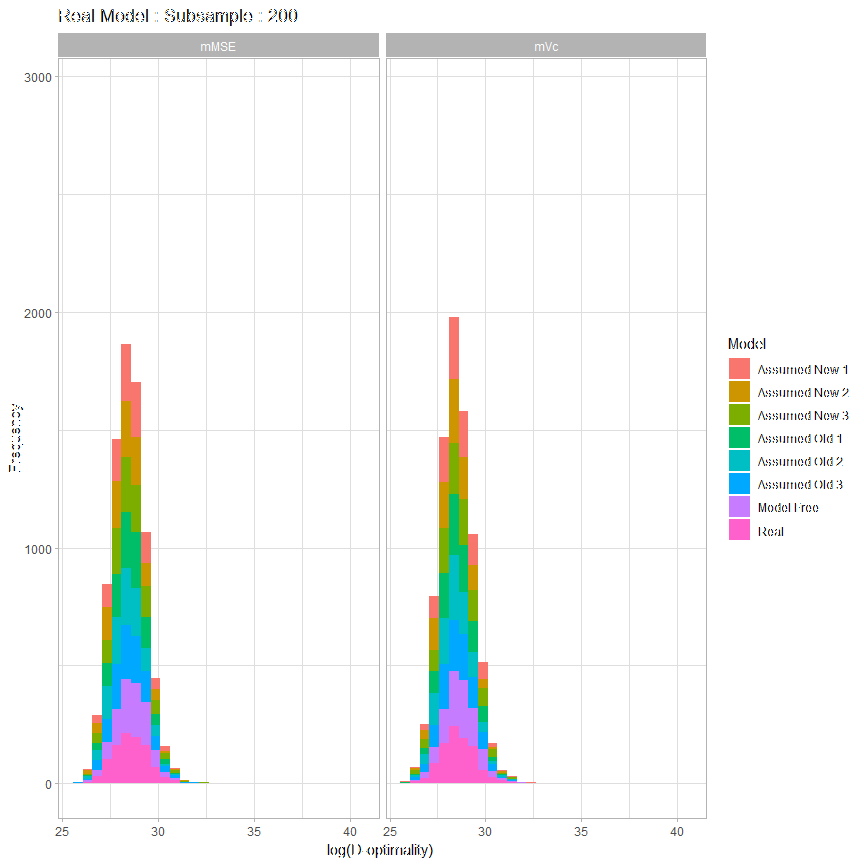 Real Model : Subsample : 200
mMSE
mVc
3000
2000
1000
0
Frequency
25 30 35 40
25 30 35 40
log(D-optimality)
Model
Assumed New 1
Assumed New 2
Assumed New 3
Assumed Old 1
Assumed Old 2
Assumed Old 3
Model Free
Real